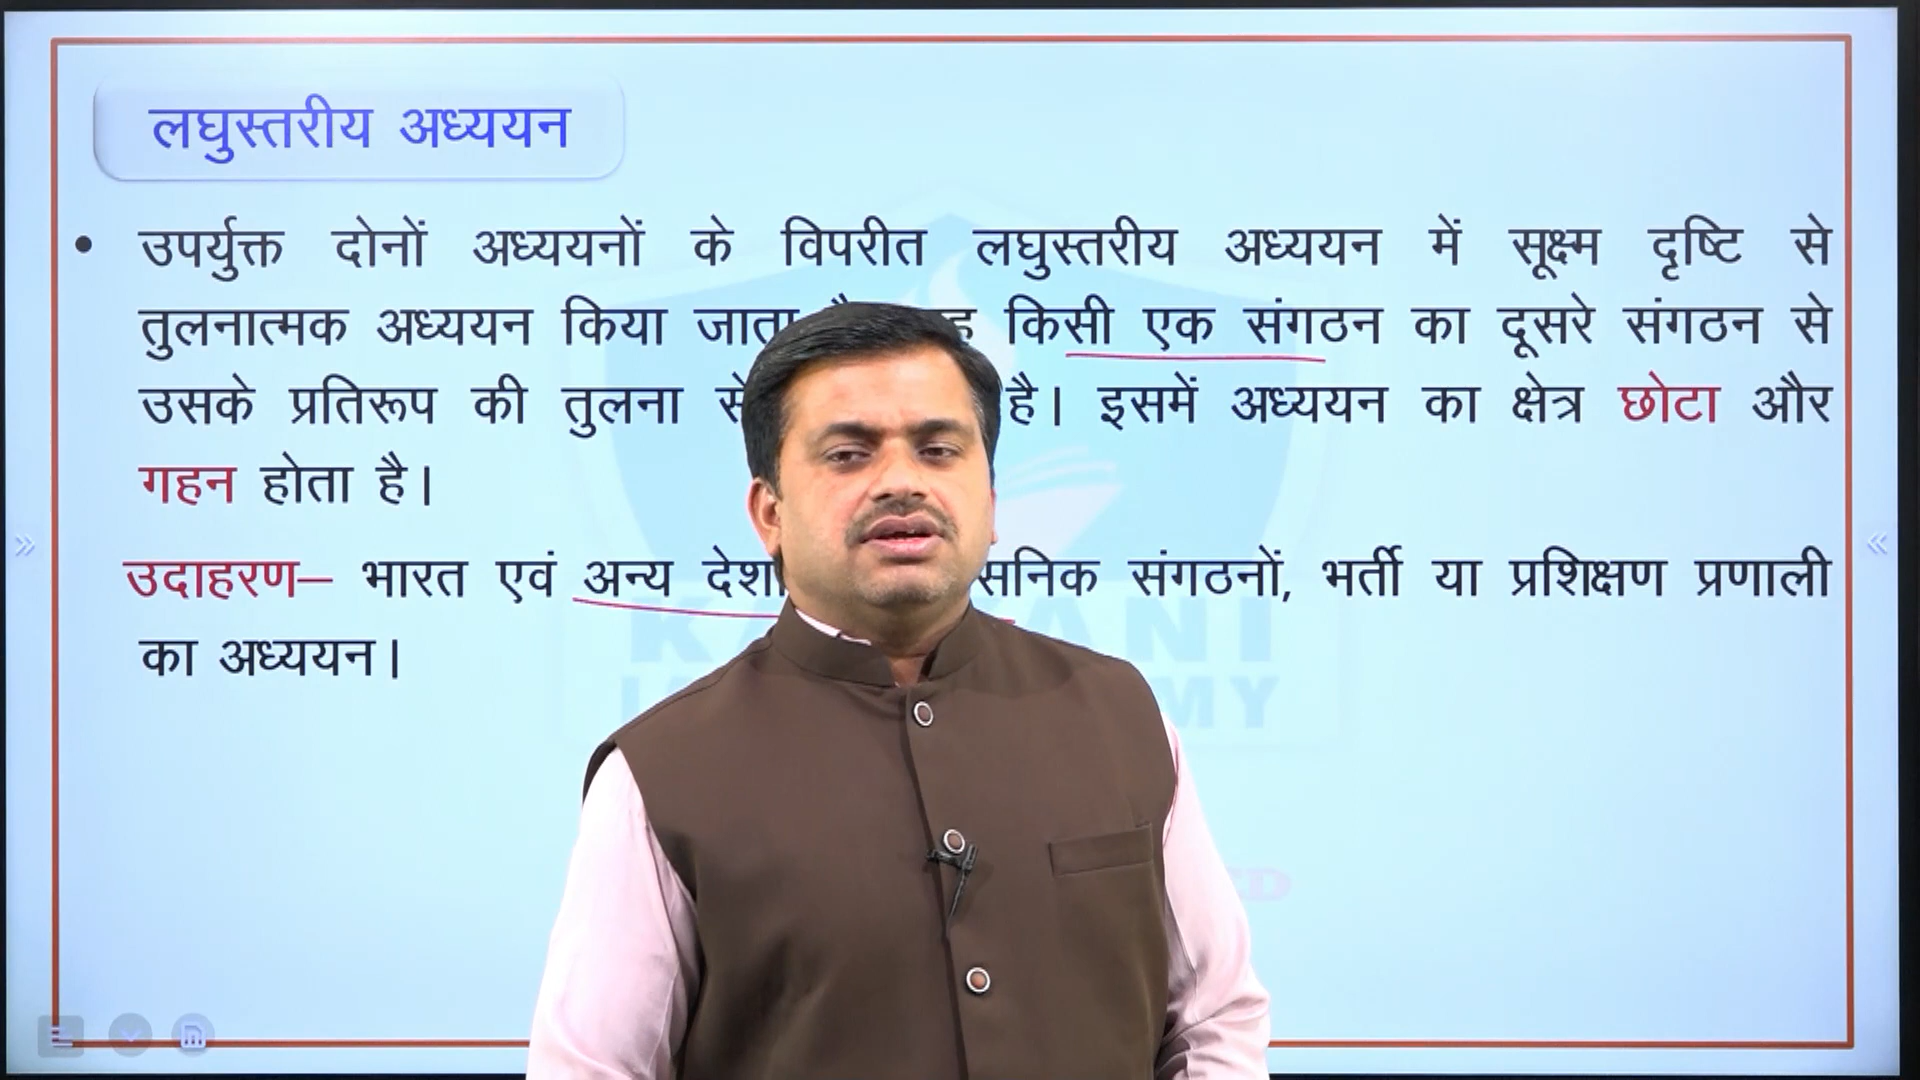 लघुस्तरीय अध्ययन
• उपर्युक्त दोनों अध्ययनों के विपरीत लघुस्तरीय अध्ययन में सूक्ष्म दृष्टि से
तुलनात्मक अध्ययन किया जाता किसी एक संगठन का दूसरे संगठन से
उसके प्रतिरूप की तुलना से है। इसमें अध्ययन का क्षेत्र छोटा और
गहन होता है।
उदाहरण– भारत एवं अन्य संगठनों, भर्ती या प्रशिक्षण प्रणाली
का अध्ययन।